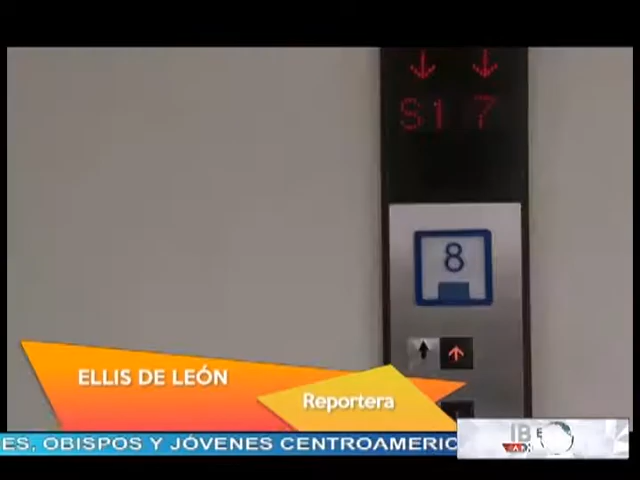 S1 7
8
ELLIS DE LEÓN
Reportera
ES, OBISPOS Y JÓVENES CENTROAMERIC